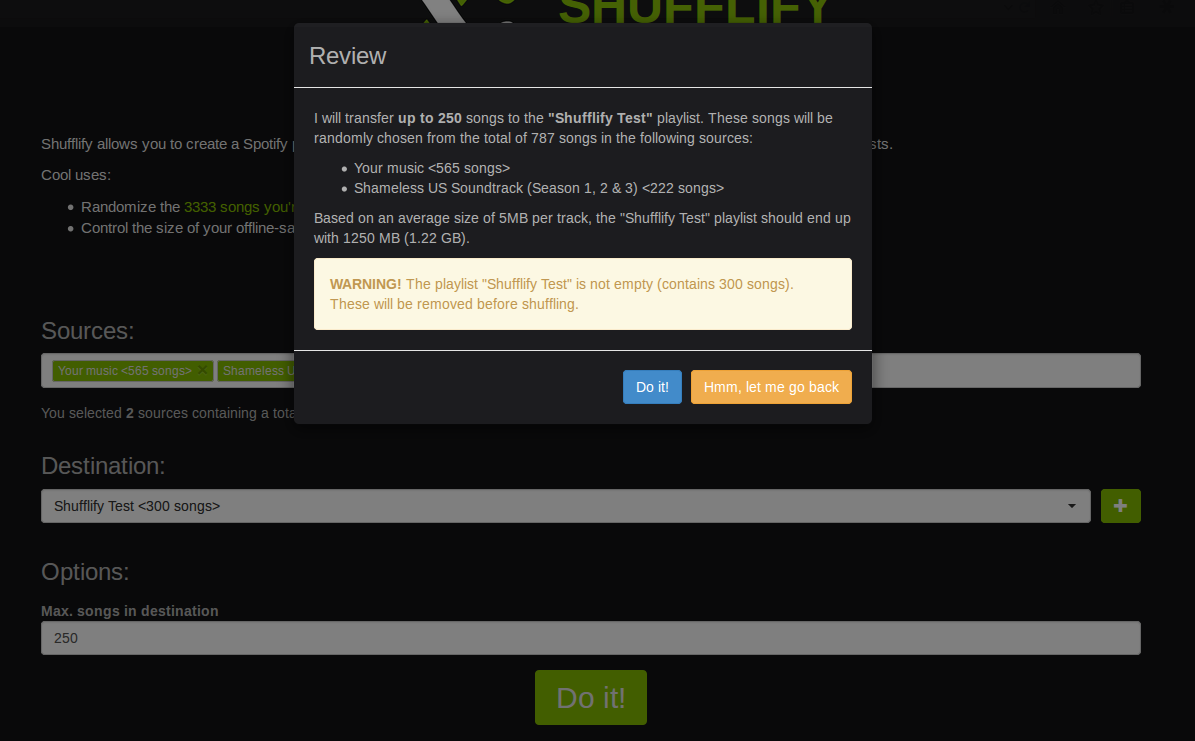 SHUFFLIFY
Review
I will transfer up to 250 songs to the "Shufflify Test" playlist. These songs will be
randomly chosen from the total of 787 songs in the following sources:
Shufflify allows you to create a Spotify
sts.
Your music <565 songs>
Cool uses:
Shameless US Soundtrack (Season 1, 2 & 3) <222 songs>
Randomize the 3333 songs you'r
Based on an average size of 5MB per track, the "Shufflify Test" playlist should end up
Control the size of your offline-sa
with 1250 MB (1.22 GB).
WARNING! The playlist "Shufflify Test" is not empty (contains 300 songs).
These will be removed before shuffling.
Sources:
Your music <565 songs> × Shameless U
Do it! Hmm, let me go back
You selected 2 sources containing a tota
Destination:
Shufflify Test <300 songs>
Options:
Max. songs in destination
250
Do it!